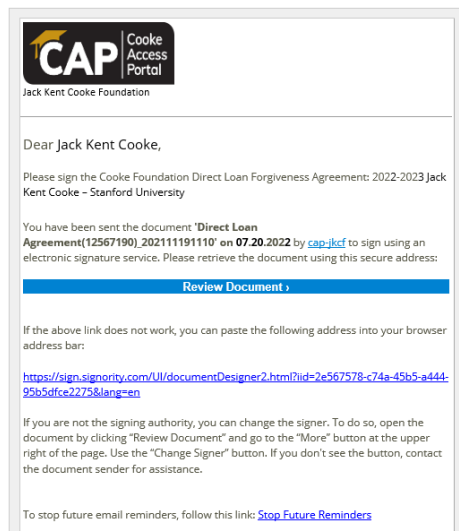 CAP Cooke
Access
Portal
Jack Kent Cooke Foundation
Dear Jack Kent Cooke,
Please sign the Cooke Foundation Direct Loan Forgiveness Agreement: 2022-2023 Jack
Kent Cooke – Stanford University
You have been sent the document 'Direct Loan
Agreement(12567190)_202111191110' on 07.20.2022 by cap-jkcf to sign using an
electronic signature service. Please retrieve the document using this secure address:
Review Document ›
If the above link does not work, you can paste the following address into your browser
address bar:
https://sign.signority.com/UI/documentDesigner2.html?iid=2e567578-c74a-45b5-a444-
95b5dfce2275&lang=en
If you are not the signing authority, you can change the signer. To do so, open the
document by clicking “Review Document” and go to the “More” button at the upper
right of the page. Use the “Change Signer” button. If you don't see the button, contact
the document sender for assistance.
To stop future email reminders, follow this link: Stop Future Reminders